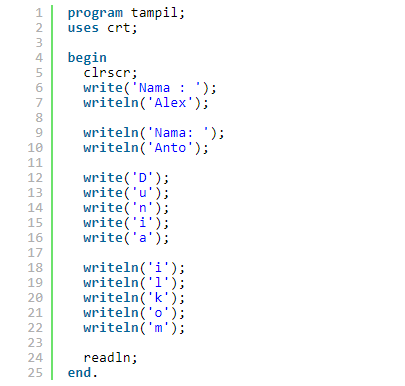 1 program tampil;
2 uses crt;
3
4 begin
5 clrscr;
6 write('Nama : ');
7 writeln('Alex');
8
9 writeln('Nama: ');
10 writeln('Anto');
11
12 write('D');
13 write('u');
14 write('n');
15 write('i');
16 write('a');
17
18 writeln('i');
19 writeln('l');
20 writeln('k');
21 writeln('o');
22 writeln('m');
23
24 readln;
25 end.